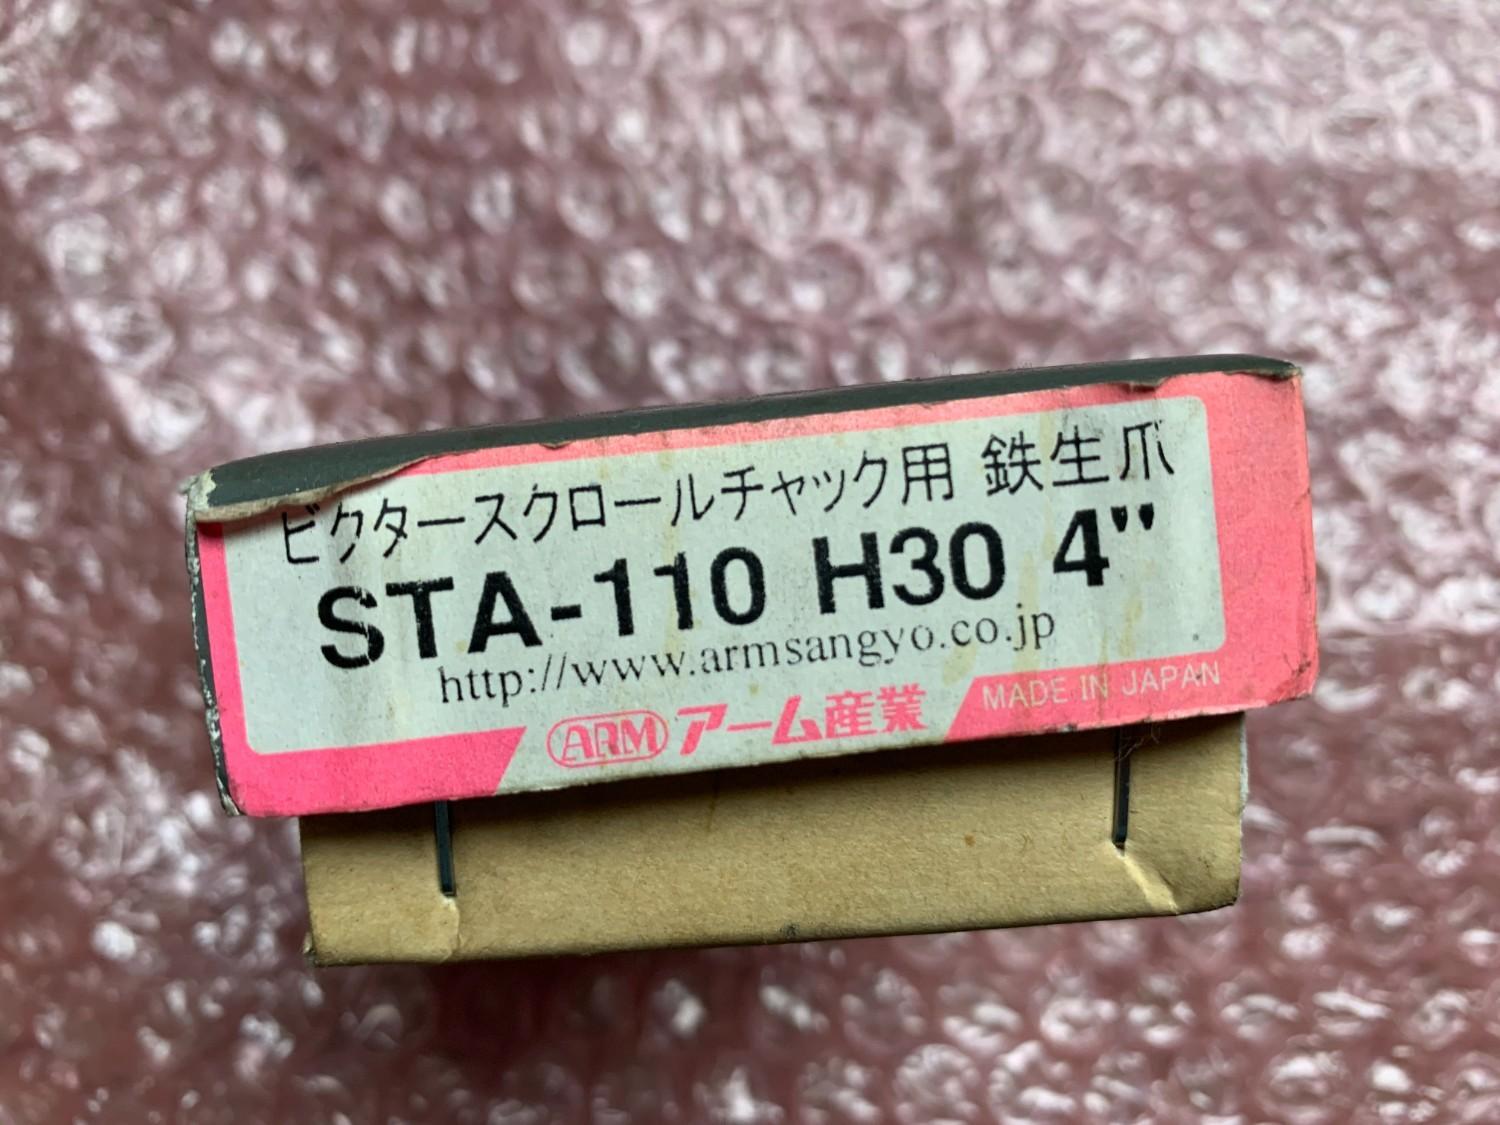 ビクタースクロールチャック用 鉄生爪
STA-110 H30 4"
http://www.armsangyo.co.jp
ARM アーム産業 MADE IN JAPAN